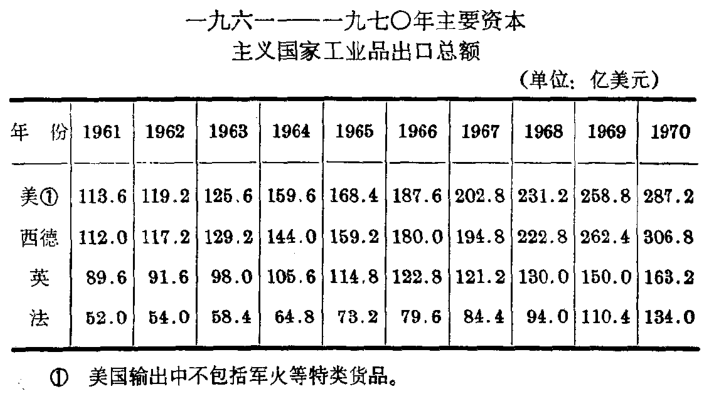 一九六一——一九七〇年主要资本
主义国家工业品出口总额
（单位：亿美元）
年份 1961 1962 1963 1964 1965 1966 1967 1968 1969 1970
美① 113.6 119.2 125.6 159.6 168.4 187.6 202.8 231.2 258.8 287.2
西德 112.0 117.2 129.2 144.0 159.2 180.0 194.8 222.8 262.4 306.8
英 89.6 91.6 98.0 105.6 114.8 122.8 121.2 130.0 150.0 163.2
法 52.0 54.0 58.4 64.8 73.2 79.6 84.4 94.0 110.4 134.0
① 美国输出中不包括军火等特类货品。